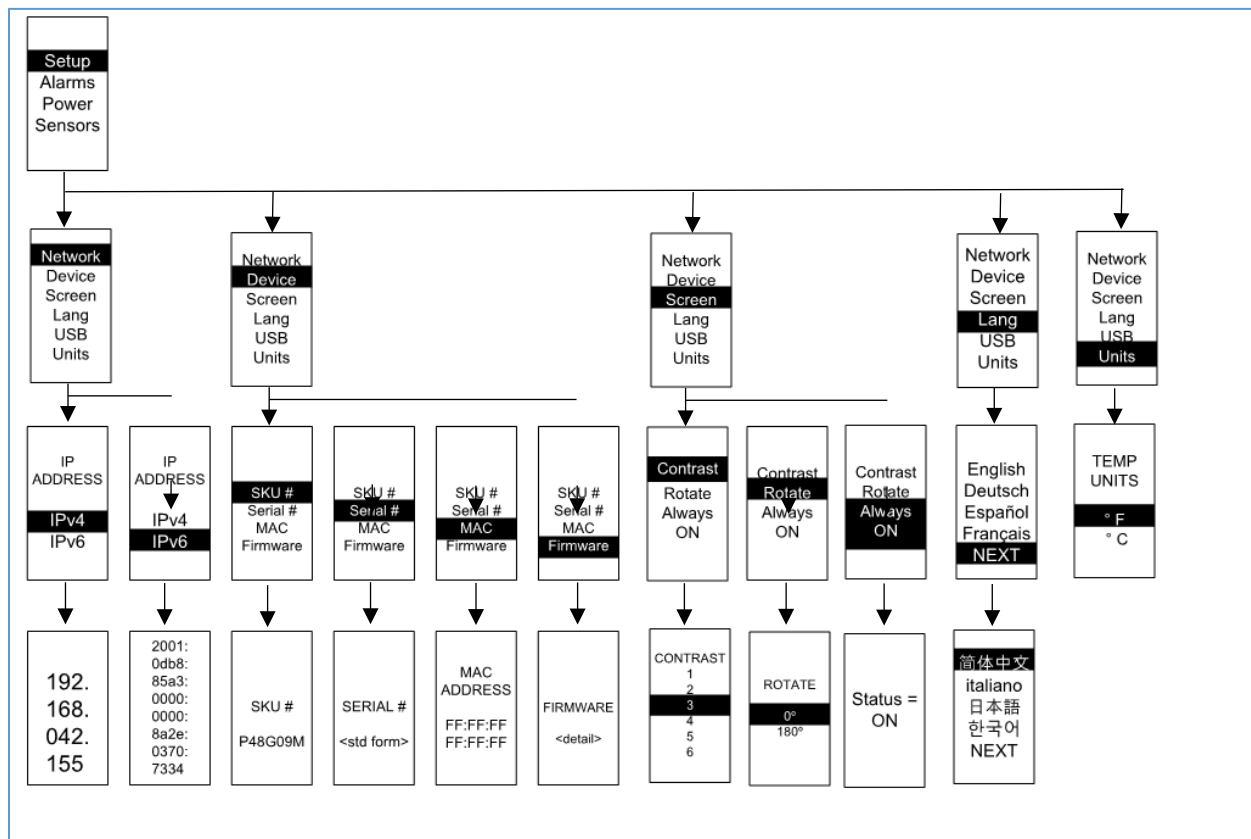 Setup
Alarms
Power
Sensors
Network
Device
Screen
Lang
USB
Units
Network
Device
Screen
Lang
USB
Units
Network
Device
Screen
Lang
USB
Units
Network
Device
Screen
Lang
USB
Units
Network
Device
Screen
Lang
USB
Units
IP
ADDRESS
IPv4
IPv6
IP
ADDRESS
IPv4
IPv6
SKU #
Serial #
MAC
Firmware
SKU #
Serial #
MAC
Firmware
SKU #
Serial #
MAC
Firmware
SKU #
Serial #
MAC
Firmware
Contrast
Rotate
Always
ON
Contrast
Rotate
Always
ON
Contrast
Rotate
Always
ON
English
Deutsch
Español
Français
NEXT
TEMP
UNITS
° F
° C
192.
168.
042.
155
2001:
0db8:
85a3:
0000:
0000:
8a2e:
0370:
7334
SKU #
P48G09M
SERIAL #
<std form>
MAC
ADDRESS
FF:FF:FF
FF:FF:FF
FIRMWARE
<detail>
CONTRAST
1
2
3
4
5
6
ROTATE
0º
180º
Status =
ON
简体中文
italiano
日本語
한국어
NEXT